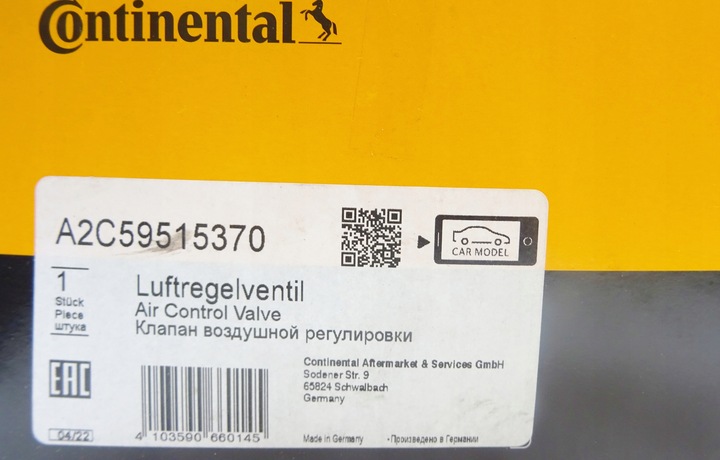 Continental
A2C59515370
CAR MODEL
1
Stück
Piece
штука
Luftregelventil
Air Control Valve
Клапан воздушной регулировки
EAC
Continental Aftermarket & Services GmbH
Sodener Str. 9
65824 Schwalbach
Germany
04/22
4 103590 660145
Made in Germany
•Произведено в Германии